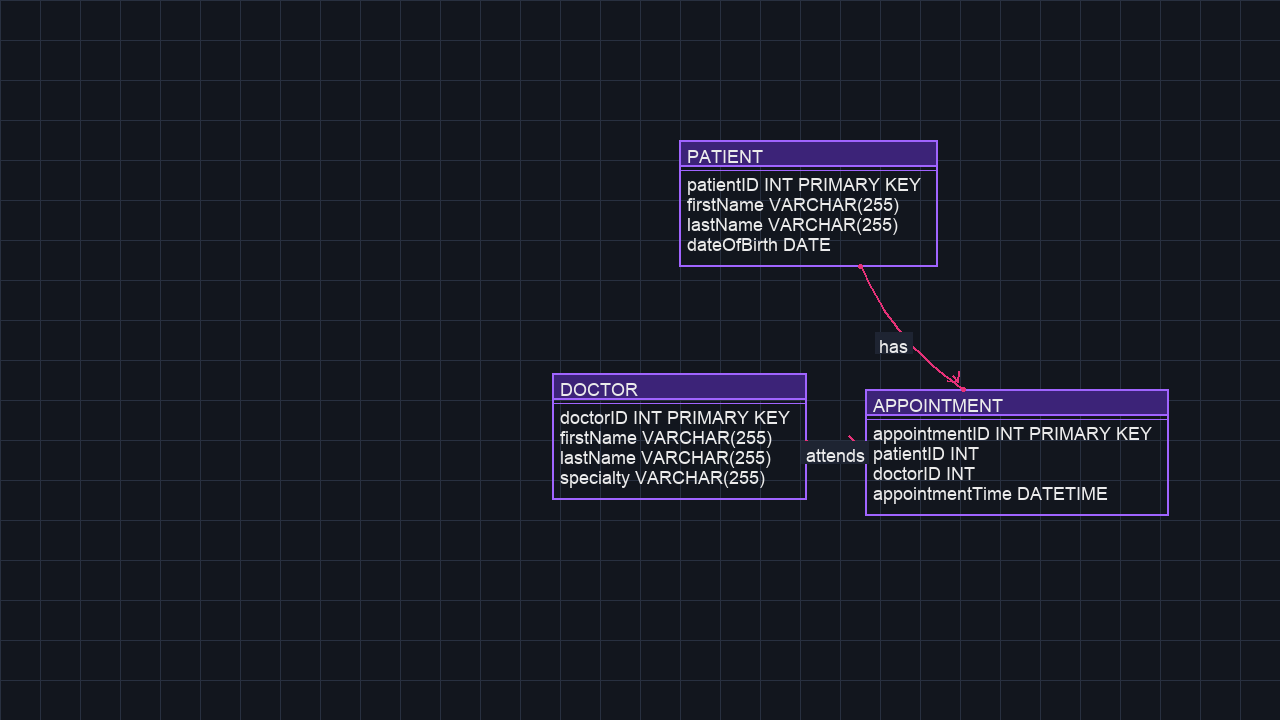 PATIENT
patientID INT PRIMARY KEY
firstName VARCHAR(255)
lastName VARCHAR(255)
dateOfBirth DATE
has
DOCTOR
doctorID INT PRIMARY KEY
firstName VARCHAR(255)
lastName VARCHAR(255)
specialty VARCHAR(255)
attends
APPOINTMENT
appointmentID INT PRIMARY KEY
patientID INT
doctorID INT
appointmentTime DATETIME